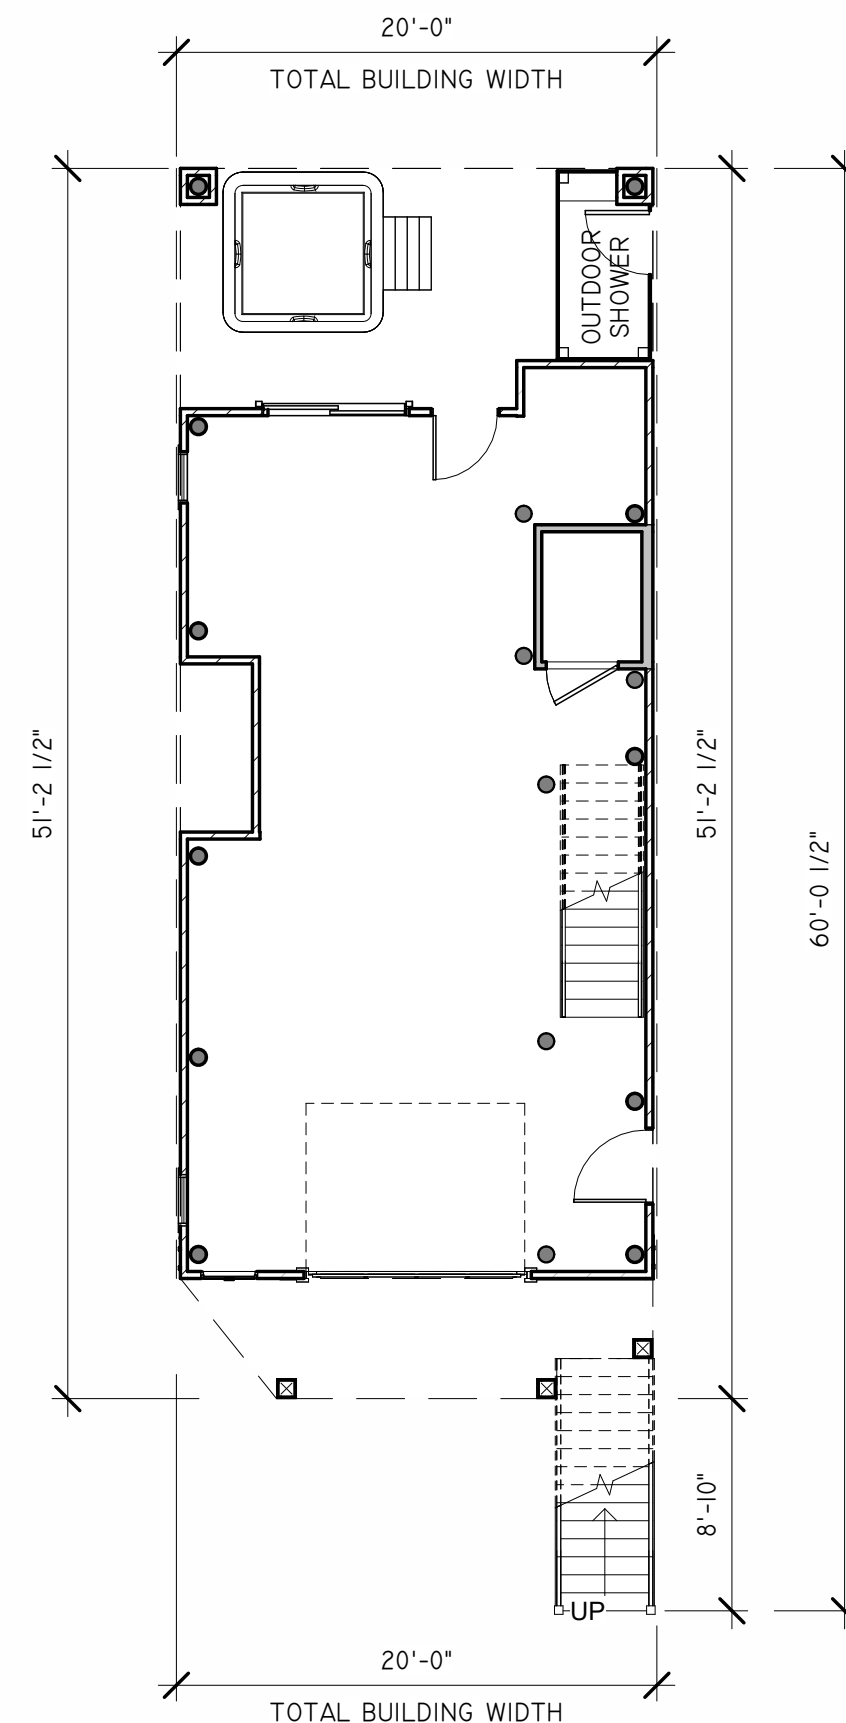 20'-0"
TOTAL BUILDING WIDTH
OUTDOOR
SHOWER
51'-2 1/2"
51'-2 1/2"
60'-0 1/2"
8'-10"
UP
20'-0"
TOTAL BUILDING WIDTH